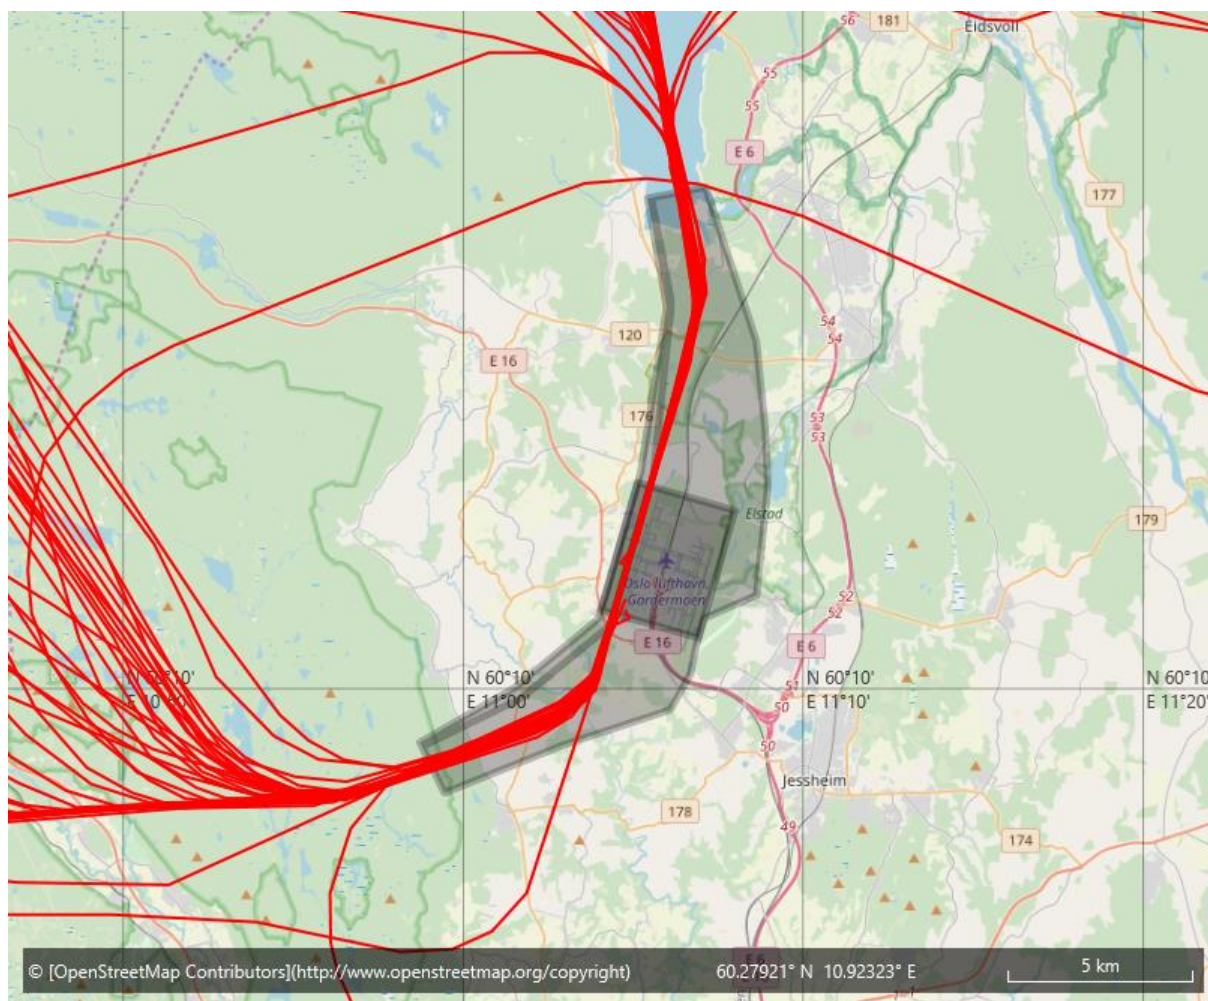 56
181
Eidsvoll
55
55
E 6
177
54
54
120
E 16
176
53
53
Elstad
179
Oslo lufthavn,
Gardermoen
52
52
E 16
E 6
N 60°10'
N 60°10'
N 60°10
E 11°00'
E 11°10'
E 11°20'
51
50
50
Jessheim
178
49
174
© [OpenStreetMap Contributors](http://www.openstreetmap.org/copyright)
60.27921° N 10.92323° E
5 km